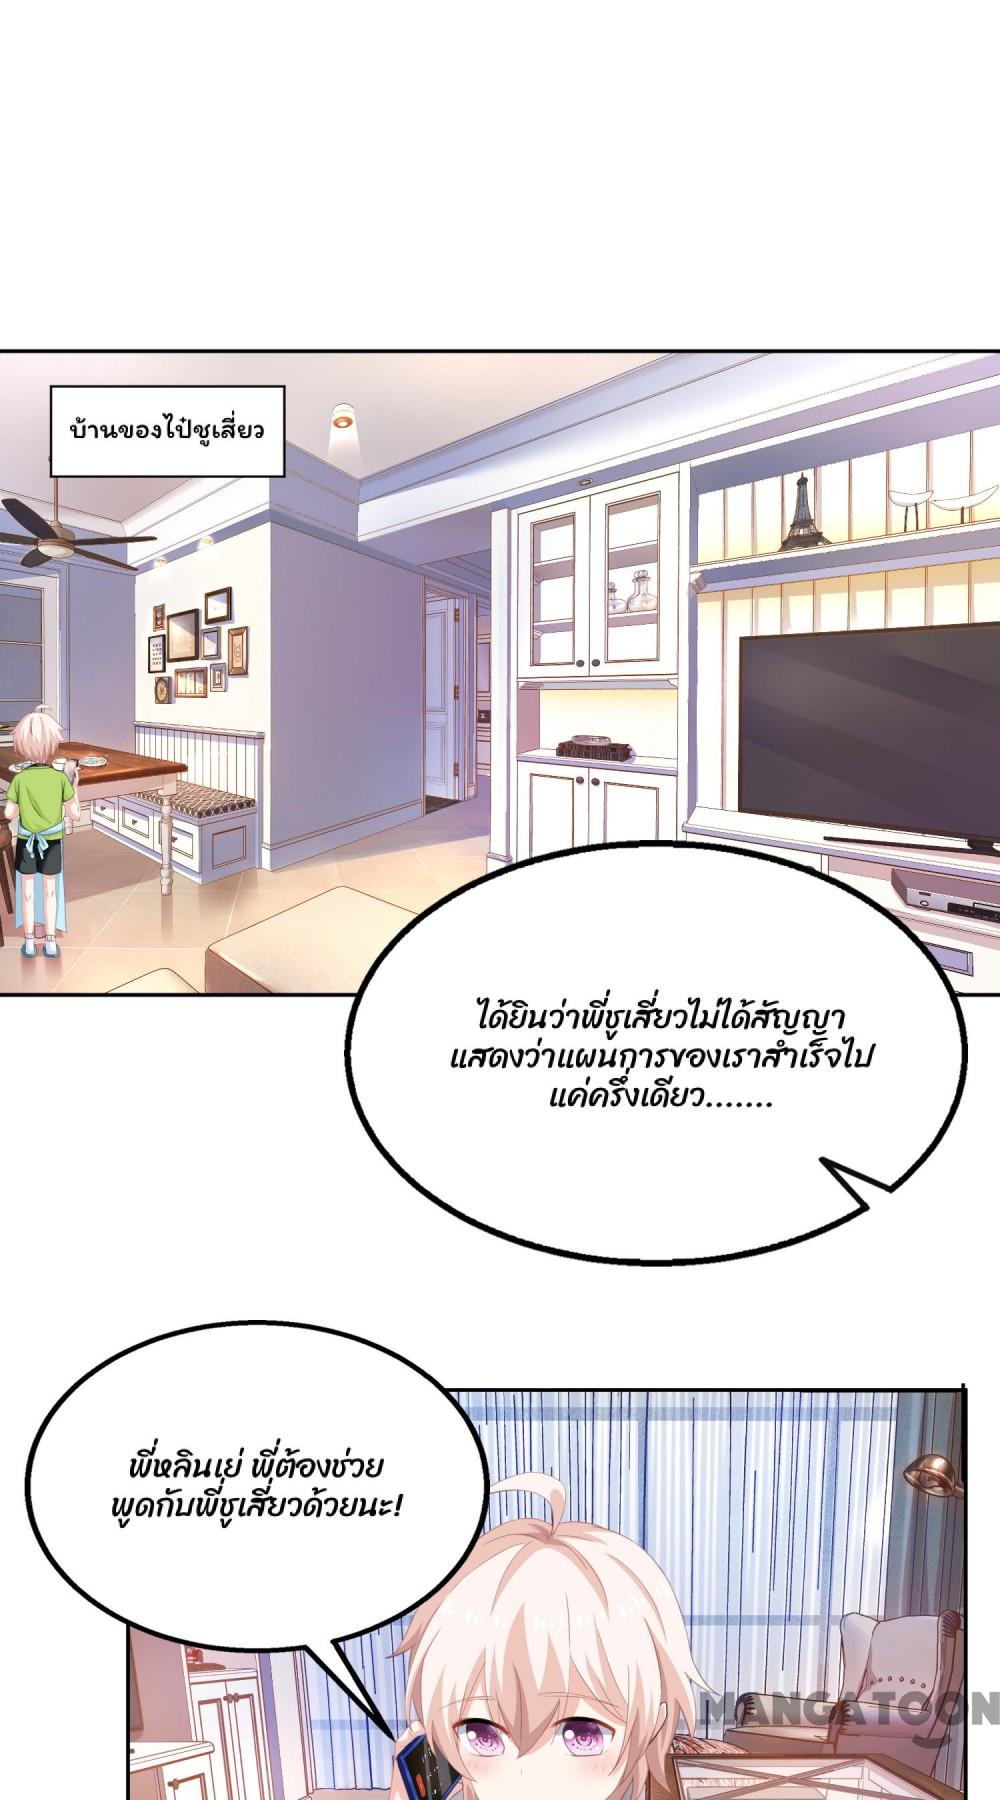 บ้านของไป๋ซูเสี่ยว
ได้ยินว่าพี่ซูเสี่ยวไม่ได้สัญญา
แสดงว่าแผนการของเราสำเร็จไป
แค่ครึ่งเดียว.......
พี่หลินเย่ พี่ต้องช่วย
พูดกับพี่ซูเสี่ยวด้วยนะ!
MANGATOON